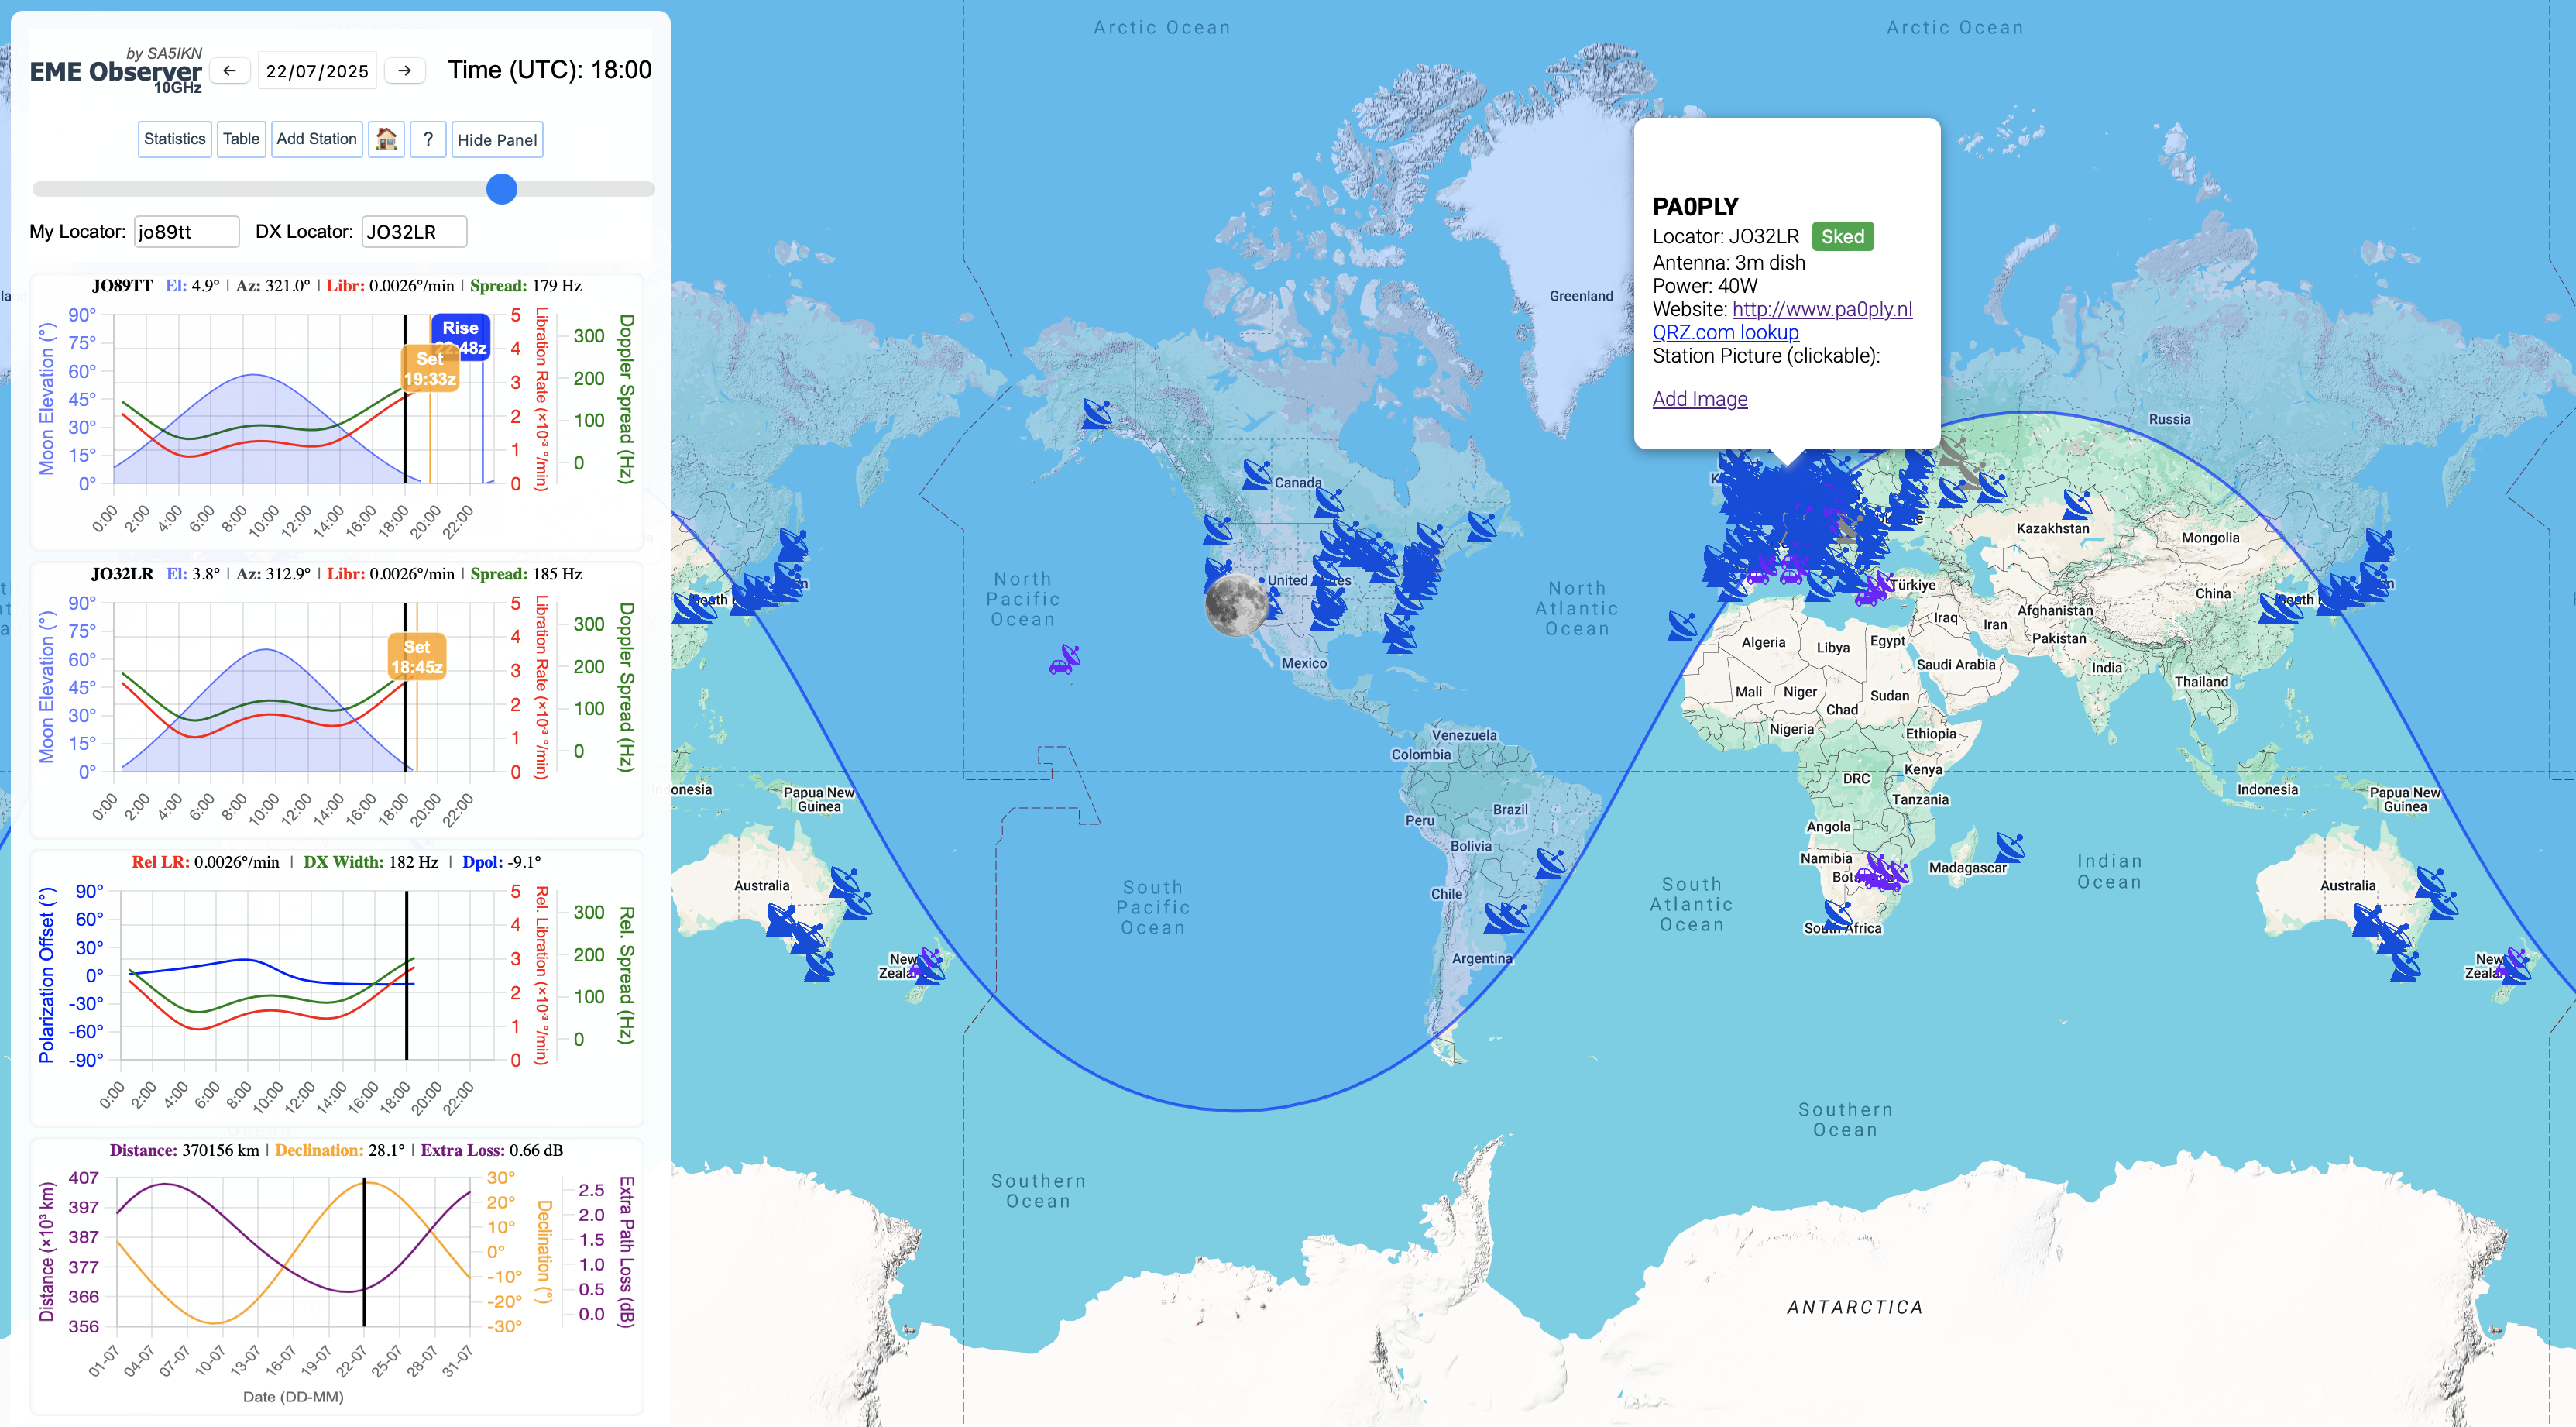 by SA5IKN
EME Observer
10GHz
← 22/07/2025 → Time (UTC): 18:00
Statistics Table Add Station ? Hide Panel
My Locator: jo89tt DX Locator: JO32LR
JO89TT El: 4.9° | Az: 321.0° | Libr: 0.0026°/min | Spread: 179 Hz
Moon Elevation (°)
90°
75°
60°
45°
30°
15°
0°
Rise
Set
19:33z
5
4
3
2
1
0
Libration Rate (×10³ °/min)
300
200
100
0
Doppler Spread (Hz)
0:00 2:00 4:00 6:00 8:00 10:00 12:00 14:00 16:00 18:00 20:00 22:00
JO32LR El: 3.8° | Az: 312.9° | Libr: 0.0026°/min | Spread: 185 Hz
Moon Elevation (°)
90°
75°
60°
45°
30°
15°
0°
Set
18:45z
5
4
3
2
1
0
Libration Rate (×10³ °/min)
300
200
100
0
Doppler Spread (Hz)
0:00 2:00 4:00 6:00 8:00 10:00 12:00 14:00 16:00 18:00 20:00 22:00
Rel LR: 0.0026°/min | DX Width: 182 Hz | Dpol: -9.1°
Polarization Offset (°)
90°
60°
30°
0°
-30°
-60°
-90°
5
4
3
2
1
0
Rel. Libration (×10³ °/min)
300
200
100
0
Rel. Spread (Hz)
0:00 2:00 4:00 6:00 8:00 10:00 12:00 14:00 16:00 18:00 20:00 22:00
Distance: 370156 km | Declination: 28.1° | Extra Loss: 0.66 dB
Distance (×10³ km)
407
397
387
377
366
356
30°
20°
10°
0°
-10°
-20°
-30°
Declination (°)
2.5
2.0
1.5
1.0
0.5
0.0
Extra Path Loss (dB)
01-07 04-07 07-07 10-07 13-07 16-07 19-07 22-07 25-07 28-07 31-07
Date (DD-MM)
PA0PLY
Locator: JO32LR Sked
Antenna: 3m dish
Power: 40W
Website: http://www.pa0ply.nl
QRZ.com lookup
Station Picture (clickable):
Add Image
Arctic Ocean
Arctic Ocean
Greenland
Russia
Canada
Kazakhstan
Mongolia
North
Pacific
Ocean
United
North
Atlantic
Ocean
Türkiye
China
Iraq
Iran
Afghanistan
Pakistan
Algeria
Libya
Egypt
Saudi Arabia
India
Mexico
Thailand
Mali
Niger
Sudan
Chad
Nigeria
Ethiopia
Venezuela
Colombia
DRC
Kenya
Tanzania
Papua New
Guinea
Indonesia
Papua New
Guinea
Brazil
Peru
Angola
Bolivia
Namibia
Madagascar
Indian
Ocean
Australia
Australia
Chile
South
Pacific
Ocean
South
Atlantic
Ocean
South Africa
Argentina
New
New
Southern
Ocean
Southern
Ocean
ANTARCTICA